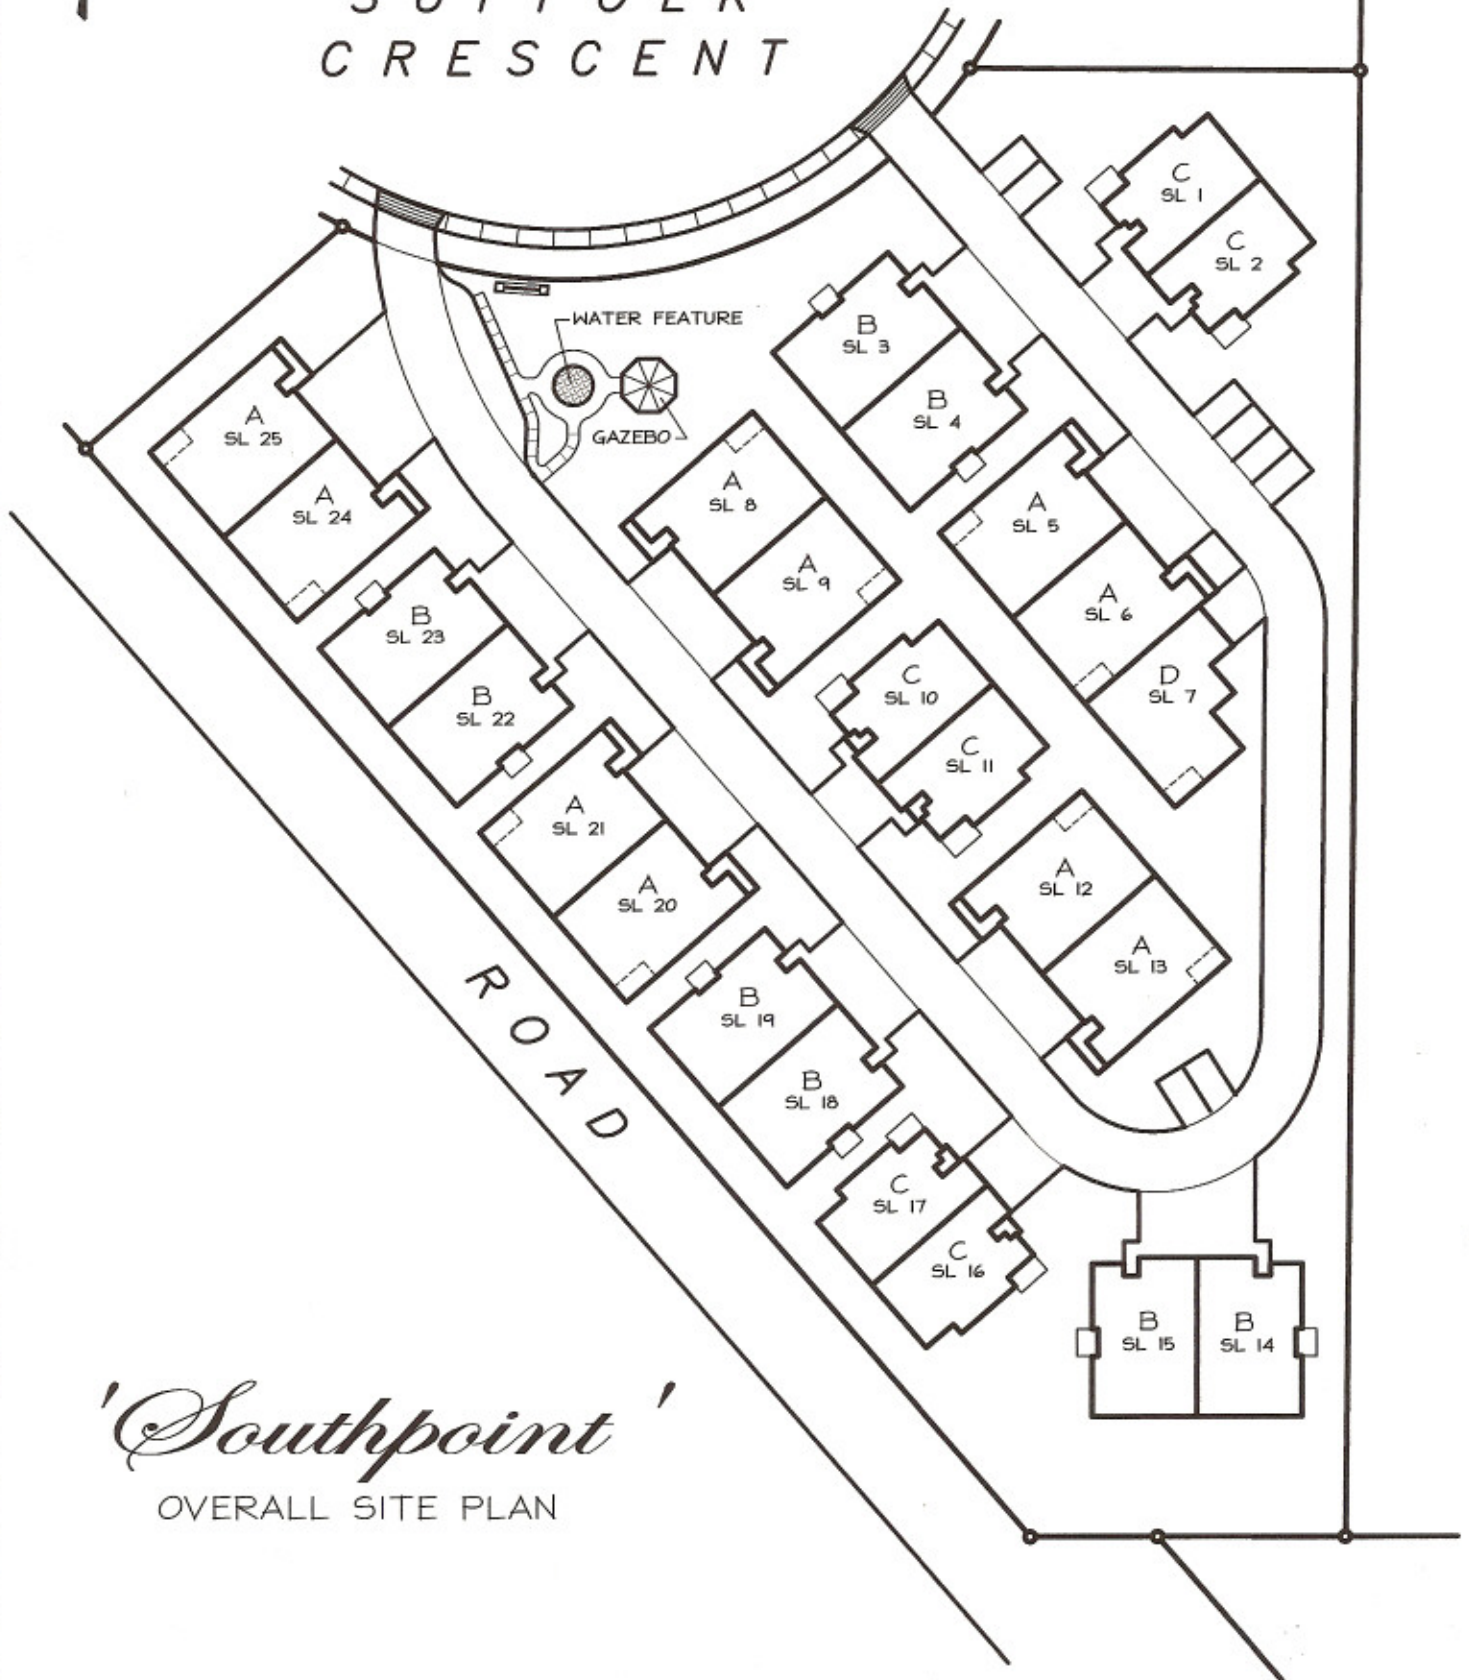 CRESCENT
C
SL 1
C
SL 2
WATER FEATURE
GAZEBO
B
SL 3
B
SL 4
A
SL 25
A
SL 24
A
SL 8
A
SL 9
A
SL 5
A
SL 6
D
SL 7
B
SL 23
B
SL 22
C
SL 10
C
SL 11
A
SL 21
A
SL 20
A
SL 12
A
SL 13
B
SL 19
B
SL 18
ROAD
C
SL 17
C
SL 16
B
SL 15
B
SL 14
'Southpoint'
OVERALL SITE PLAN